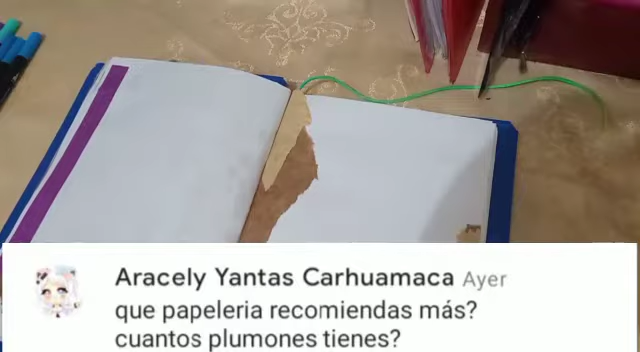 Aracely Yantas Carhuamaca Ayer
que papeleria recomiendas más?
cuantos plumones tienes?